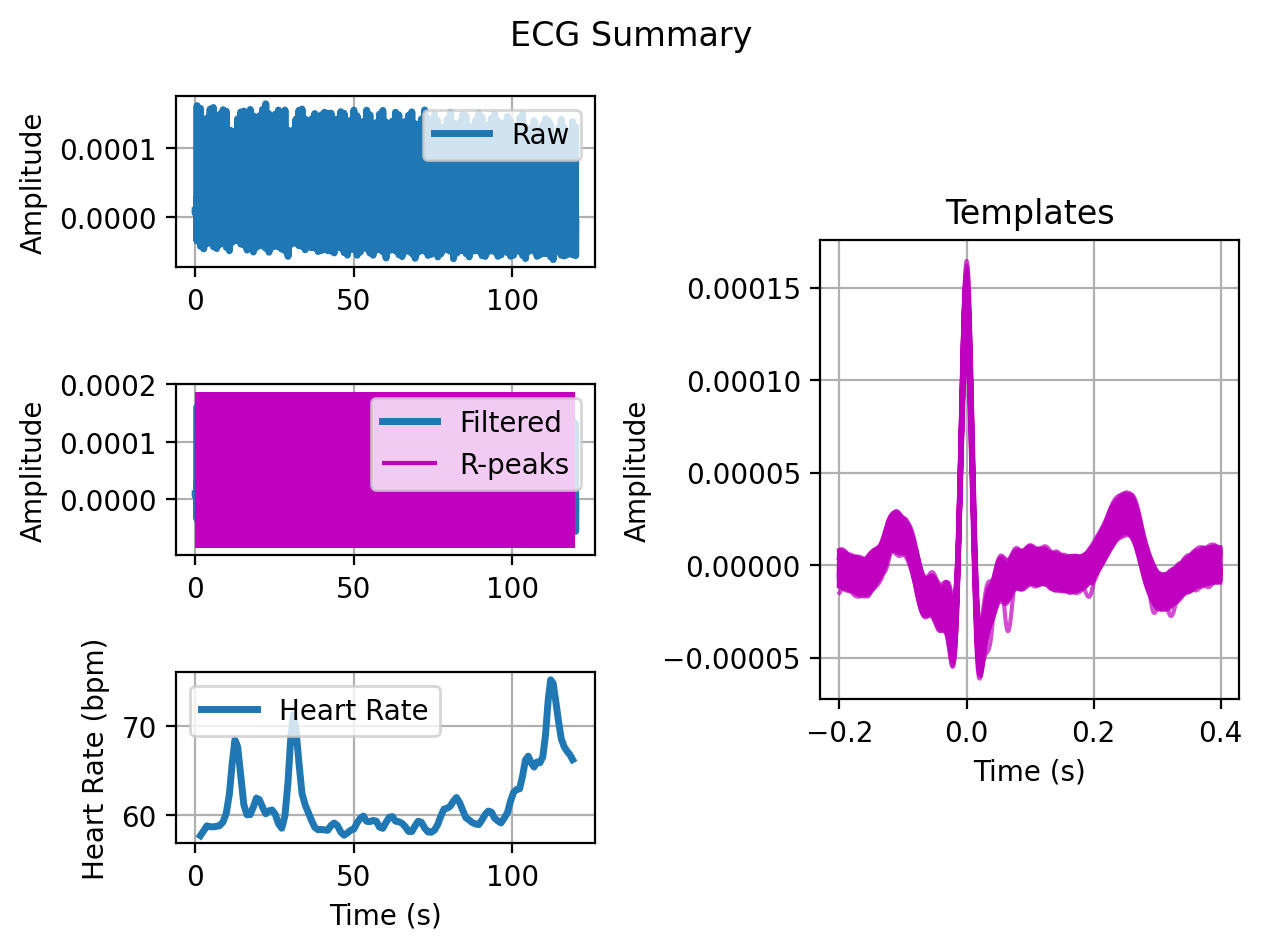 ECG Summary
Amplitude
0.0001
0.0000
Raw
0
50
100
Amplitude
0.0002
0.0001
0.0000
Filtered
R-peaks
0
50
100
Heart Rate (bpm)
70
60
Heart Rate
0
50
100
Time (s)
Templates
Amplitude
0.00015
0.00010
0.00005
0.00000
−0.00005
−0.2
0.0
0.2
0.4
Time (s)